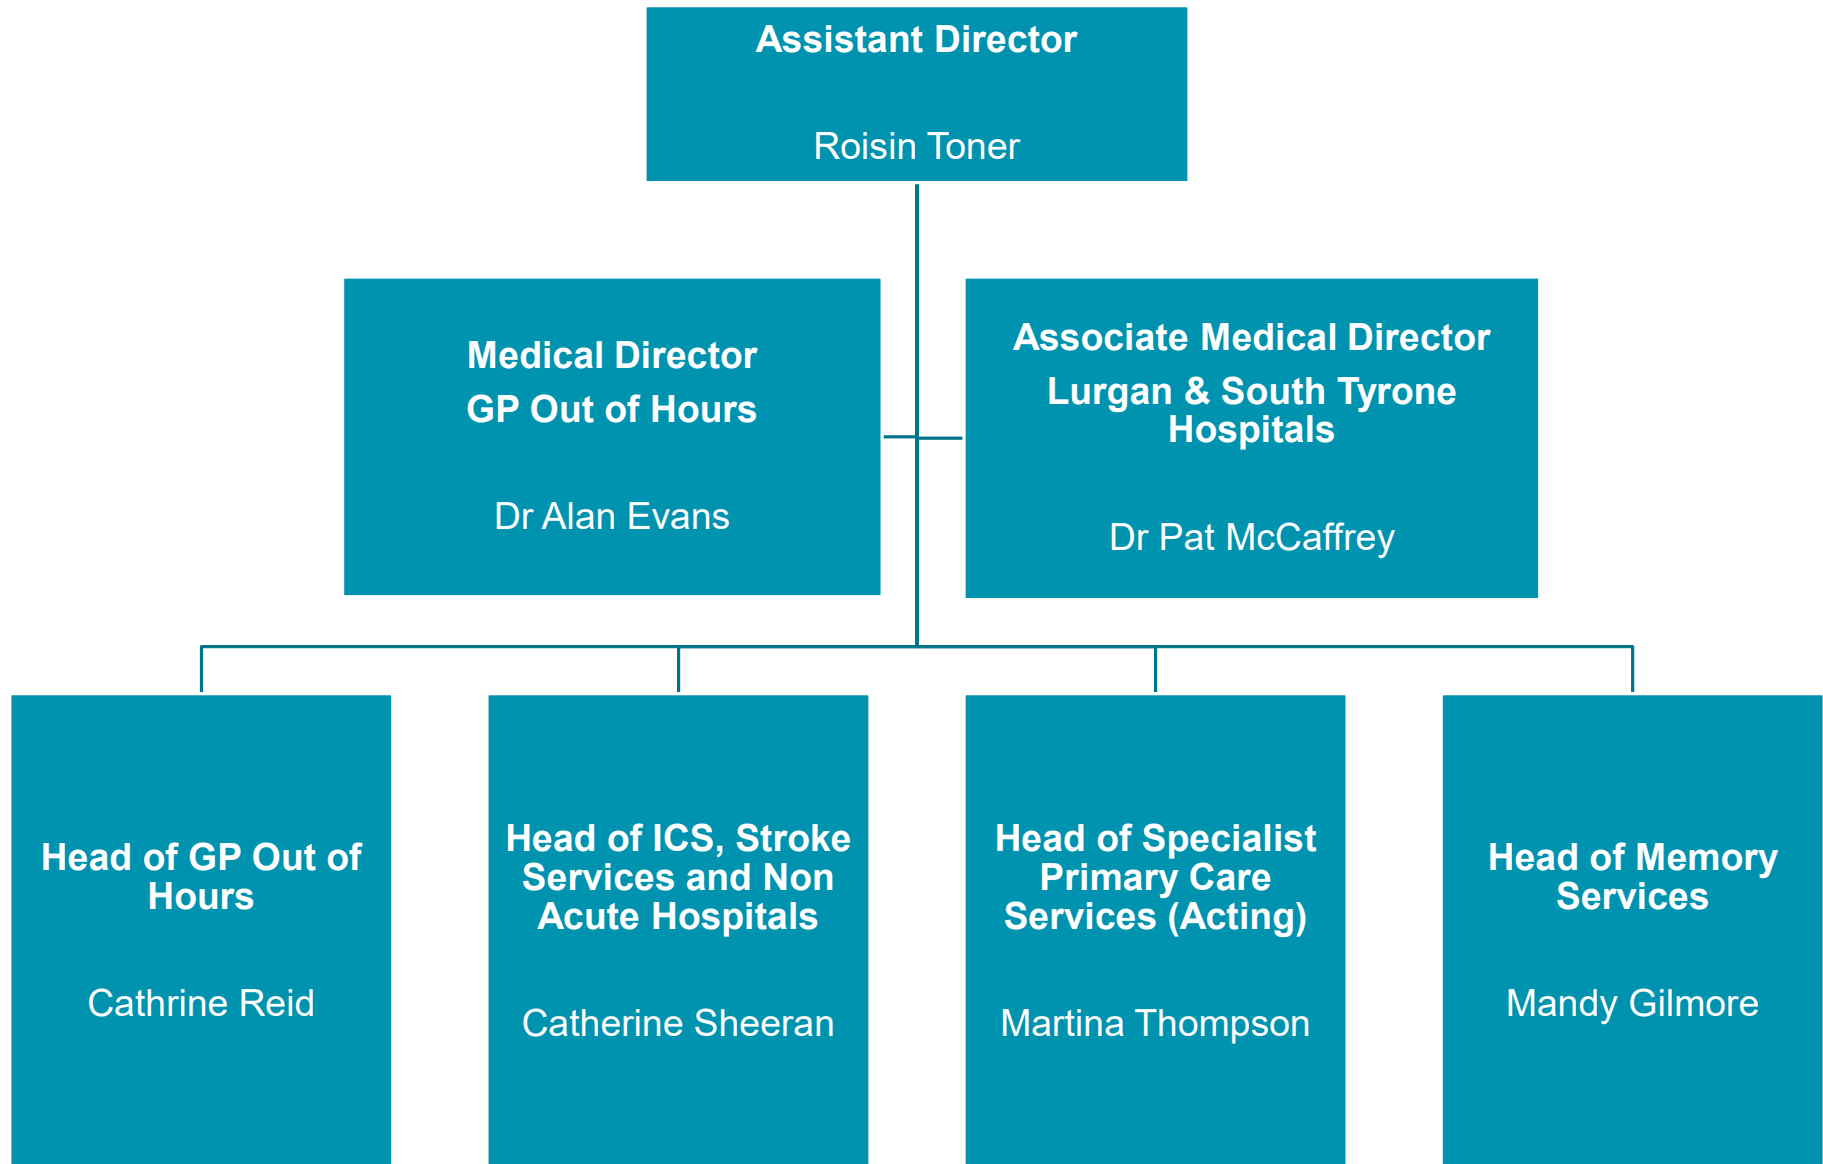 Assistant Director
Roisin Toner
Medical Director
GP Out of Hours
Dr Alan Evans
Associate Medical Director
Lurgan & South Tyrone
Hospitals
Dr Pat McCaffrey
Head of GP Out of
Hours
Cathrine Reid
Head of ICS, Stroke
Services and Non
Acute Hospitals
Catherine Sheeran
Head of Specialist
Primary Care
Services (Acting)
Martina Thompson
Head of Memory
Services
Mandy Gilmore